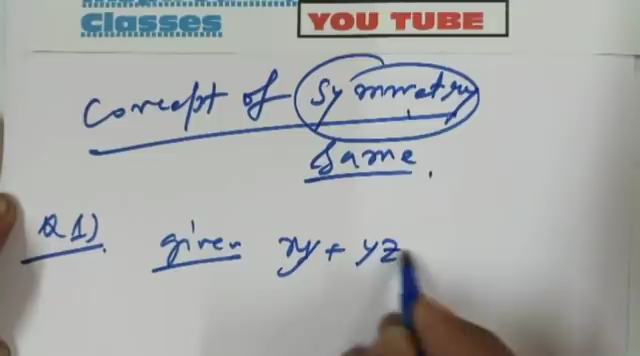 Classes
YOU TUBE
Concept of Symmetry
Same.
Q1) given xy + yz